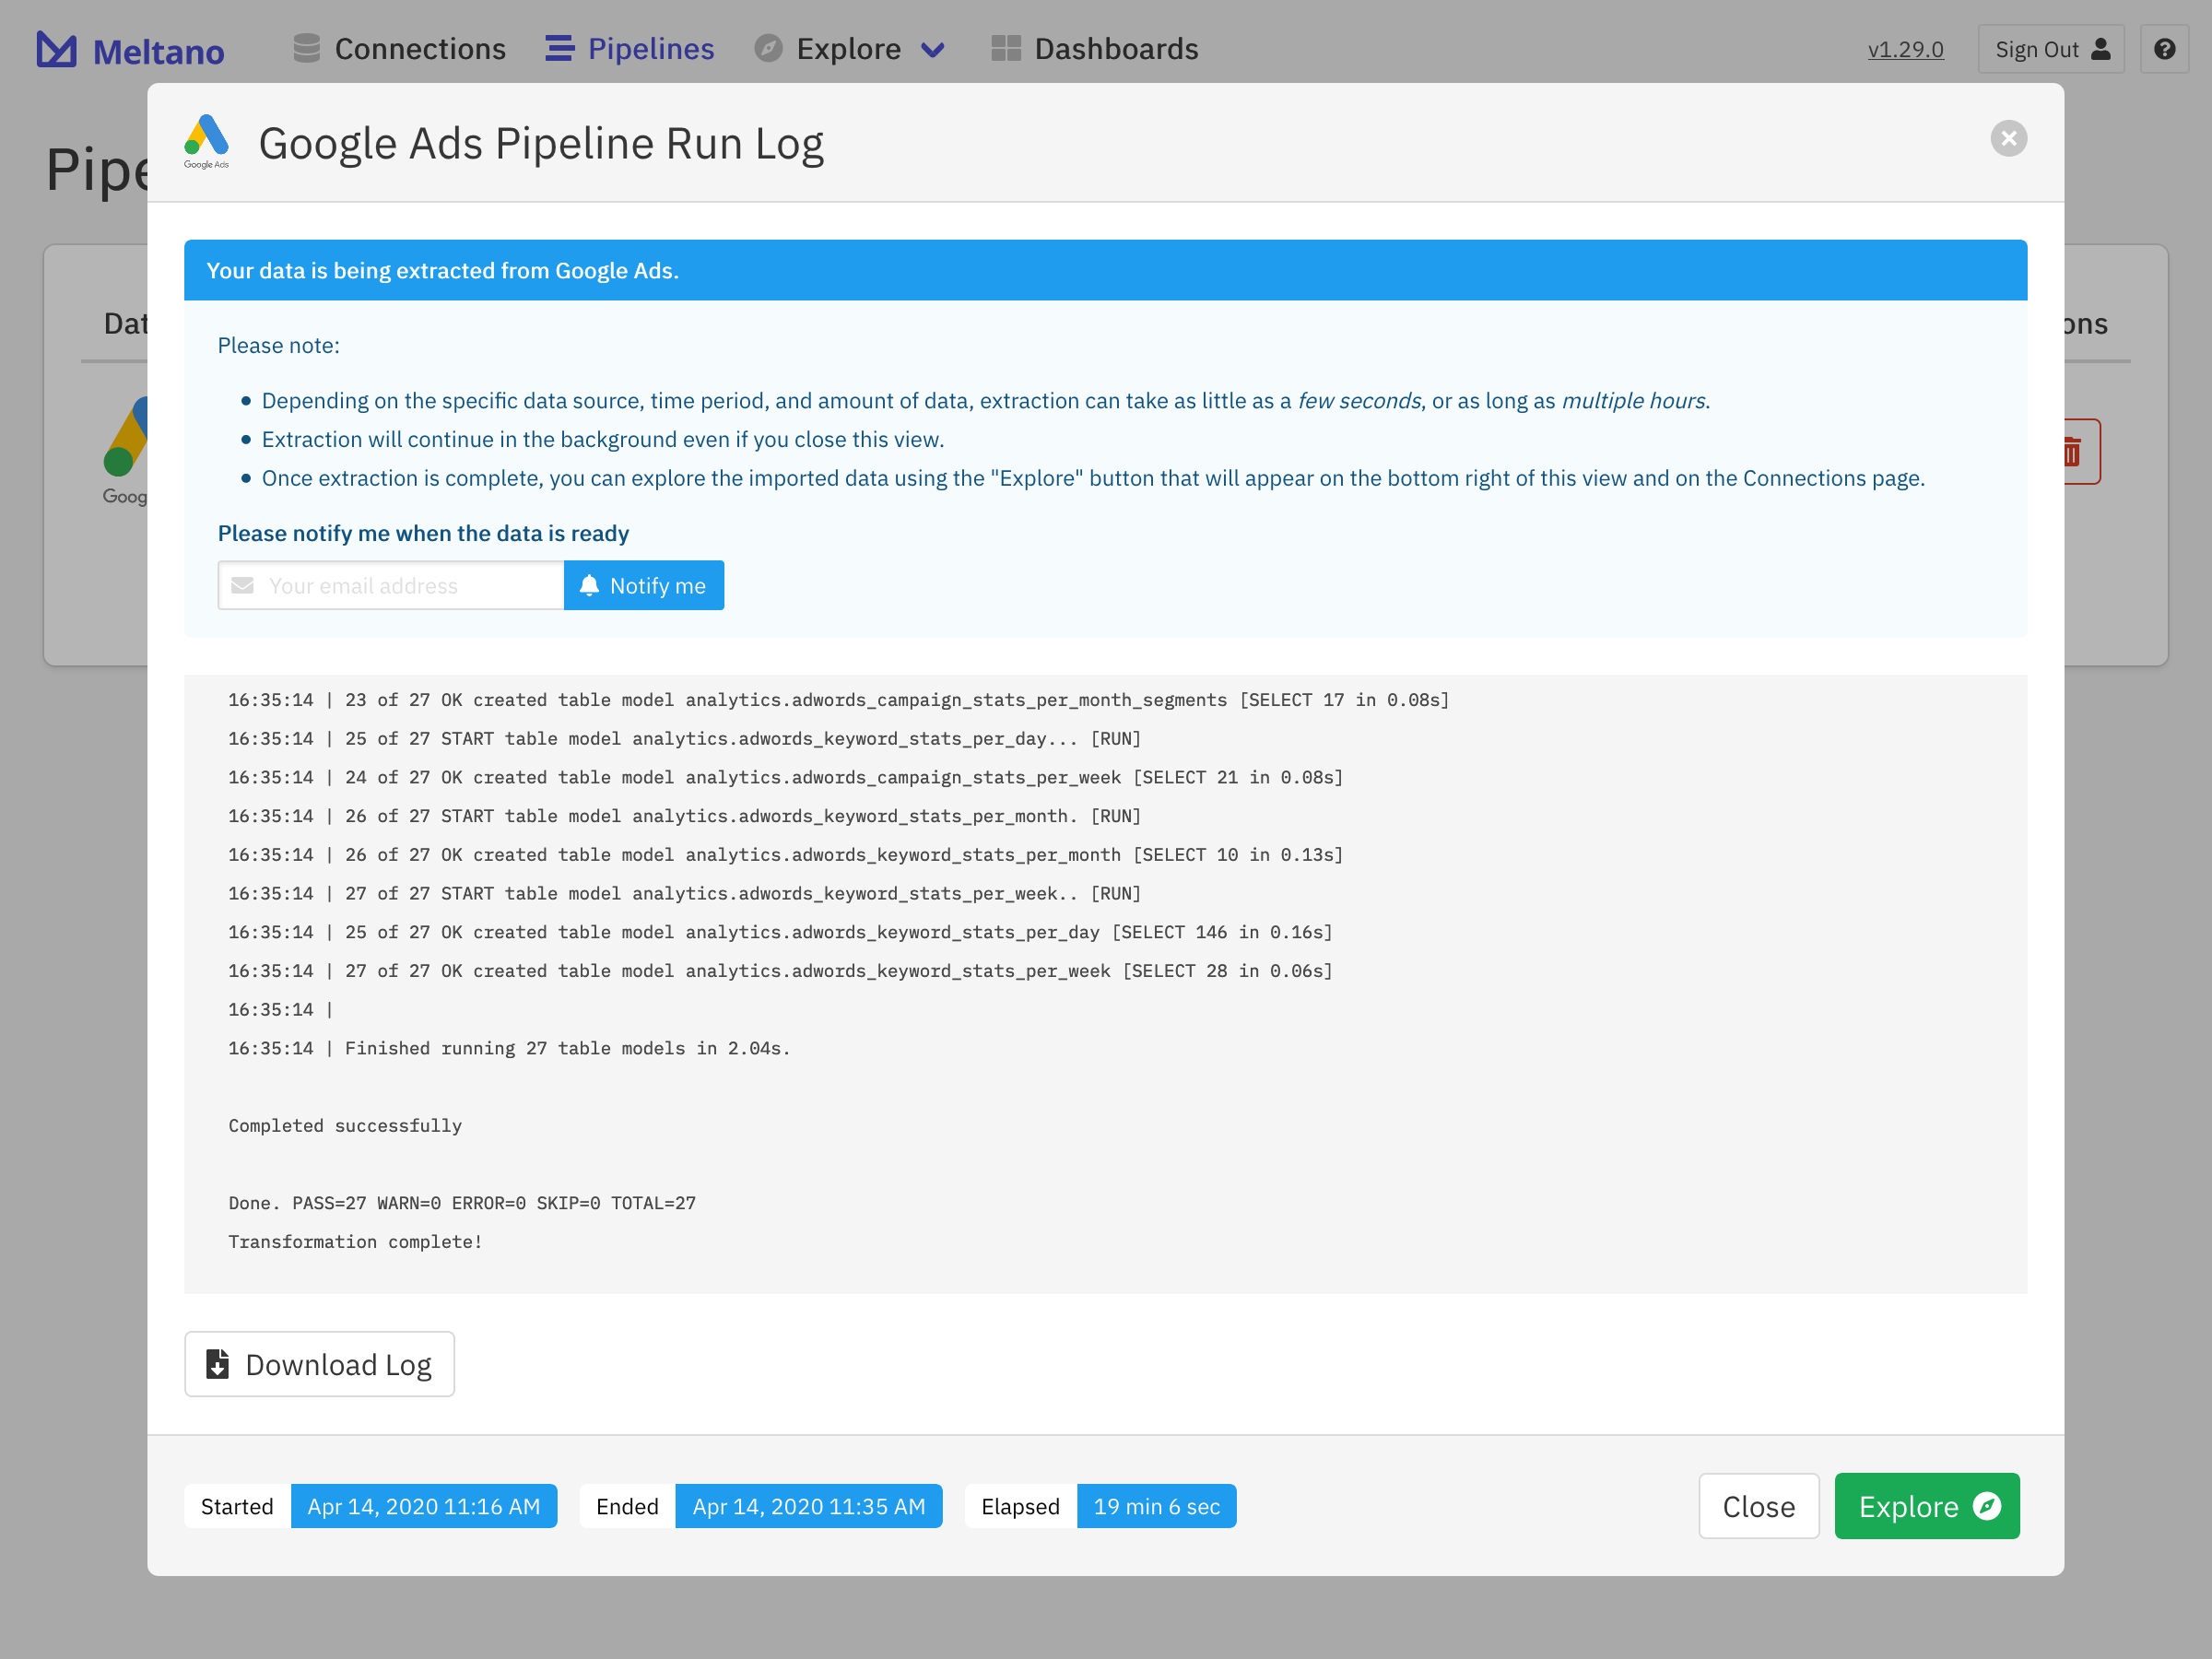 Meltano
Connections
Pipelines
Explore
Dashboards
v1.29.0
Sign Out
Pipe
Google Ads
Google Ads Pipeline Run Log
Dat
ons
Goog
Your data is being extracted from Google Ads.
Please note:
Depending on the specific data source, time period, and amount of data, extraction can take as little as a few seconds, or as long as multiple hours.
Extraction will continue in the background even if you close this view.
Once extraction is complete, you can explore the imported data using the "Explore" button that will appear on the bottom right of this view and on the Connections page.
Please notify me when the data is ready
Your email address
Notify me
16:35:14 | 23 of 27 OK created table model analytics.adwords_campaign_stats_per_month_segments [SELECT 17 in 0.08s]
16:35:14 | 25 of 27 START table model analytics.adwords_keyword_stats_per_day... [RUN]
16:35:14 | 24 of 27 OK created table model analytics.adwords_campaign_stats_per_week [SELECT 21 in 0.08s]
16:35:14 | 26 of 27 START table model analytics.adwords_keyword_stats_per_month. [RUN]
16:35:14 | 26 of 27 OK created table model analytics.adwords_keyword_stats_per_month [SELECT 10 in 0.13s]
16:35:14 | 27 of 27 START table model analytics.adwords_keyword_stats_per_week.. [RUN]
16:35:14 | 25 of 27 OK created table model analytics.adwords_keyword_stats_per_day [SELECT 146 in 0.16s]
16:35:14 | 27 of 27 OK created table model analytics.adwords_keyword_stats_per_week [SELECT 28 in 0.06s]
16:35:14 |
16:35:14 | Finished running 27 table models in 2.04s.
Completed successfully
Done. PASS=27 WARN=0 ERROR=0 SKIP=0 TOTAL=27
Transformation complete!
Download Log
Started Apr 14, 2020 11:16 AM
Ended Apr 14, 2020 11:35 AM
Elapsed 19 min 6 sec
Close
Explore